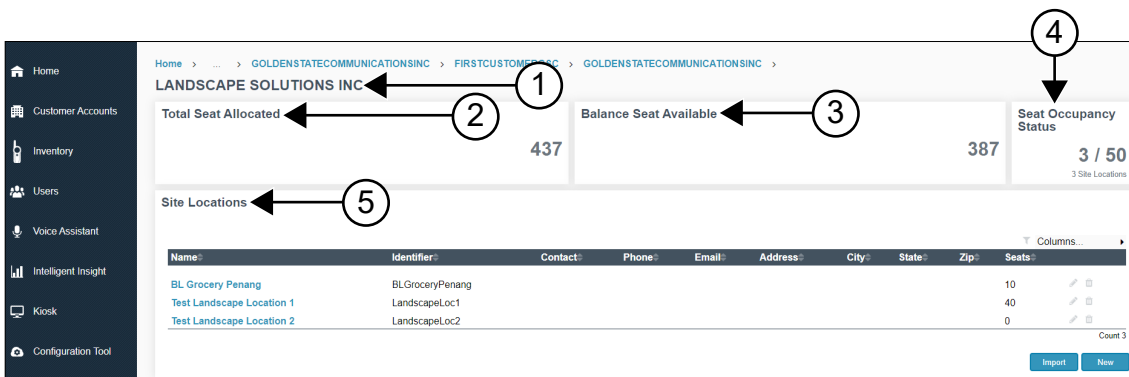 4
Home
Customer Accounts
Inventory
Users
Voice Assistant
Intelligent Insight
Kiosk
Configuration Tool
Home > ... > GOLDENSTATECOMMUNICATIONSINC > > GOLDENSTATECOMMUNICATIONSINC >
LANDSCAPE SOLUTIONS INC 1
Total Seat Allocated 2
437
Balance Seat Available 3
387
Seat Occupancy
Status
3 / 50
3 Site Locations
Site Locations 5
Columns...
Name Identifier Contact Phone Email Address City State Zip Seats
BL Grocery Penang BLGroceryPenang 10
Test Landscape Location 1 LandscapeLoc1 40
Test Landscape Location 2 LandscapeLoc2 0
Count 3
Import New